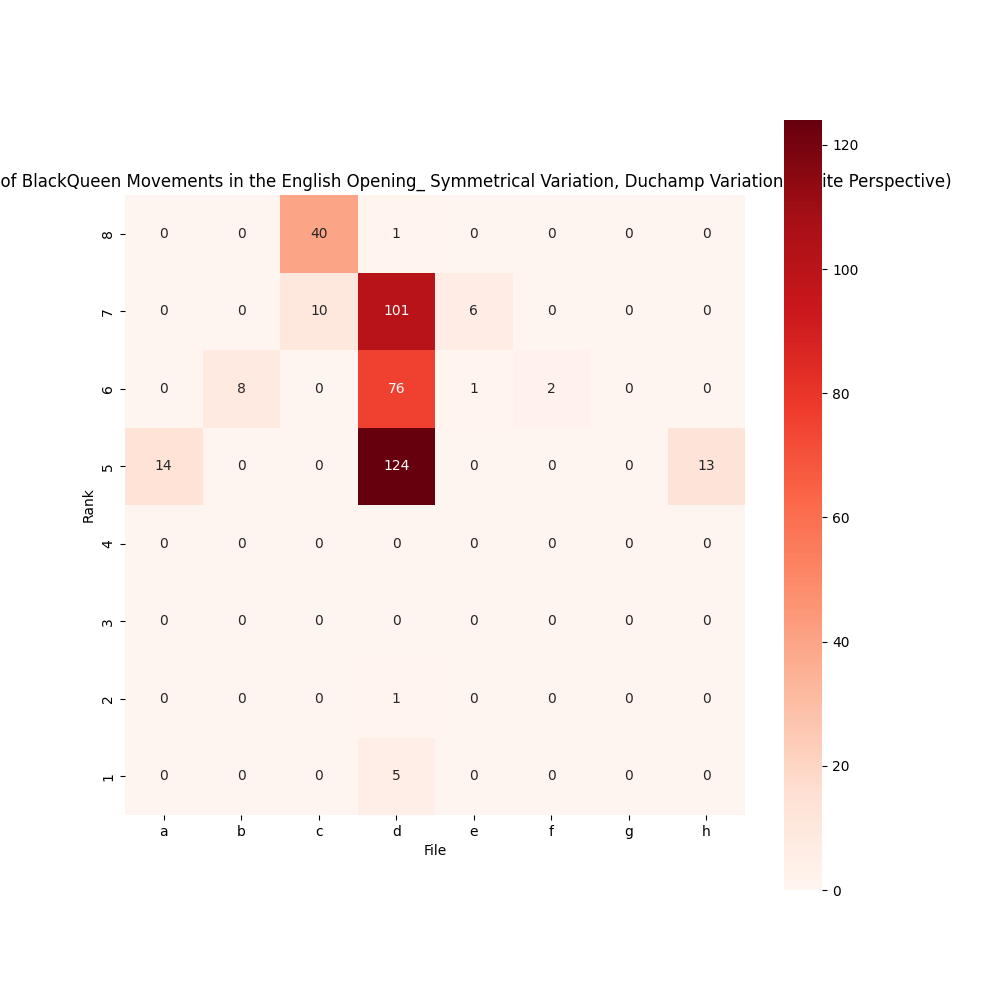 of BlackQueen Movements in the English Opening_ Symmetrical Variation, Duchamp Variation ite Perspective)
8 0 0 40 1 0 0 0 0
7 0 0 10 101 6 0 0 0
6 0 8 0 76 1 2 0 0
5 14 0 0 124 0 0 0 13
4 0 0 0 0 0 0 0 0
3 0 0 0 0 0 0 0 0
2 0 0 0 1 0 0 0 0
1 0 0 0 5 0 0 0 0
a b c d e f g h
File
Rank
120
100
80
60
40
20
0